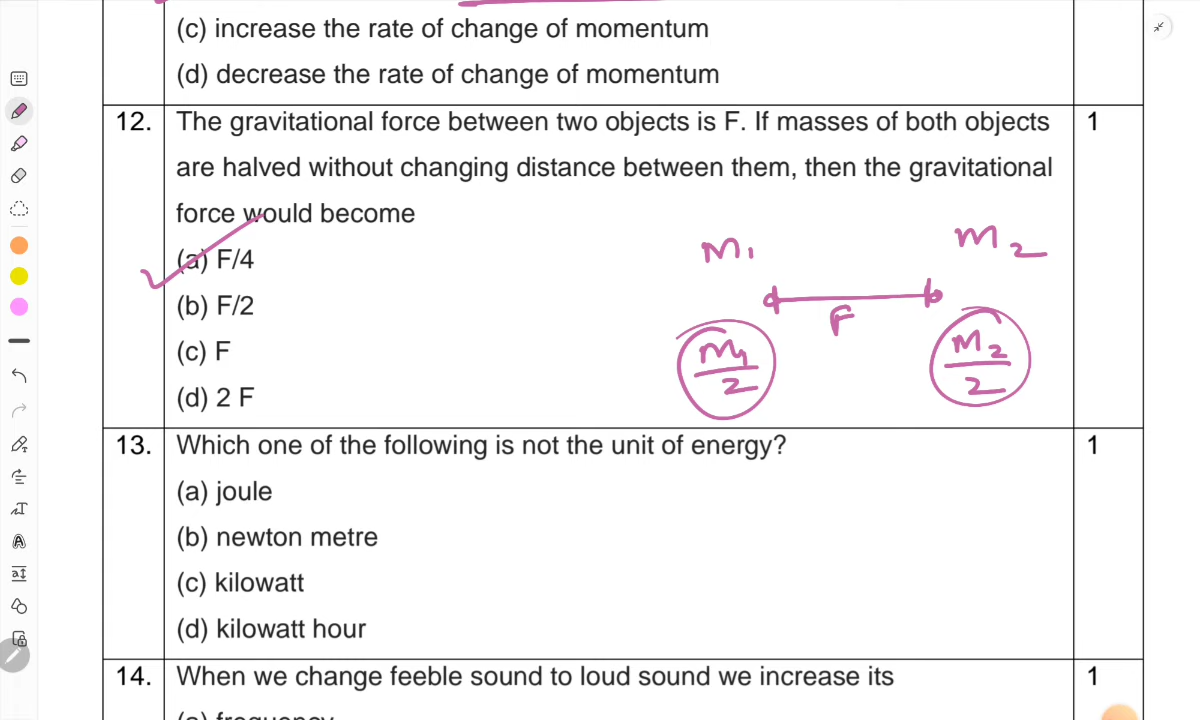 (c) increase the rate of change of momentum
(d) decrease the rate of change of momentum
12. The gravitational force between two objects is F. If masses of both objects 1
are halved without changing distance between them, then the gravitational
force would become
(a) F/4
(b) F/2
(c) F
(d) 2 F
m1 m2
F
m1/2 m2/2
13. Which one of the following is not the unit of energy? 1
(a) joule
(b) newton metre
(c) kilowatt
(d) kilowatt hour
14. When we change feeble sound to loud sound we increase its 1
(a) frequency